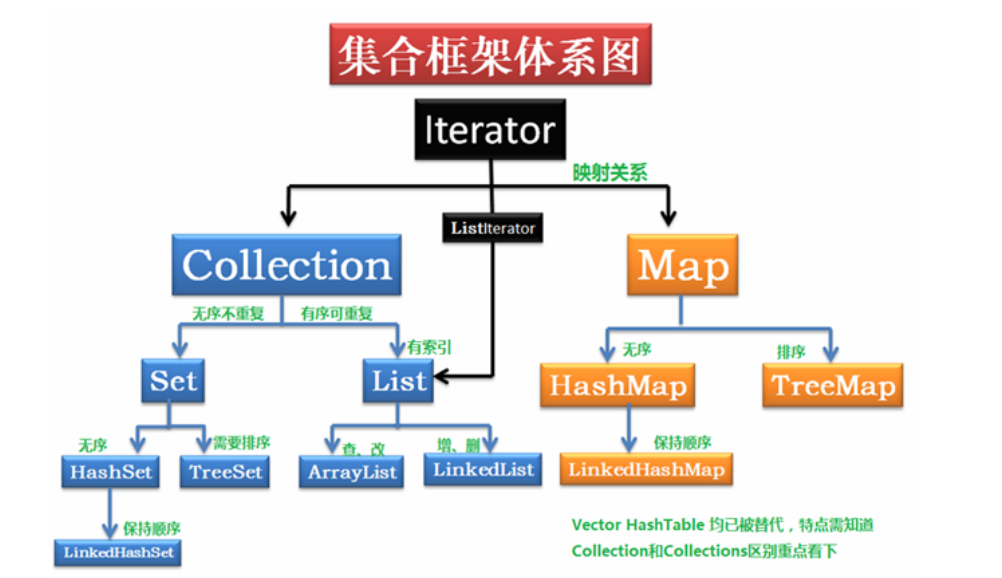 集合框架体系图
Iterator
映射关系
ListIterator
Collection
Map
无序不重复
有序可重复
有索引
无序
排序
Set
List
HashMap
TreeMap
无序
需要排序
查、改
增、删
保持顺序
HashSet
TreeSet
ArrayList
LinkedList
LinkedHashMap
保持顺序
LinkedHashSet
Vector HashTable 均已被替代，特点需知道
Collection和Collections区别重点看下